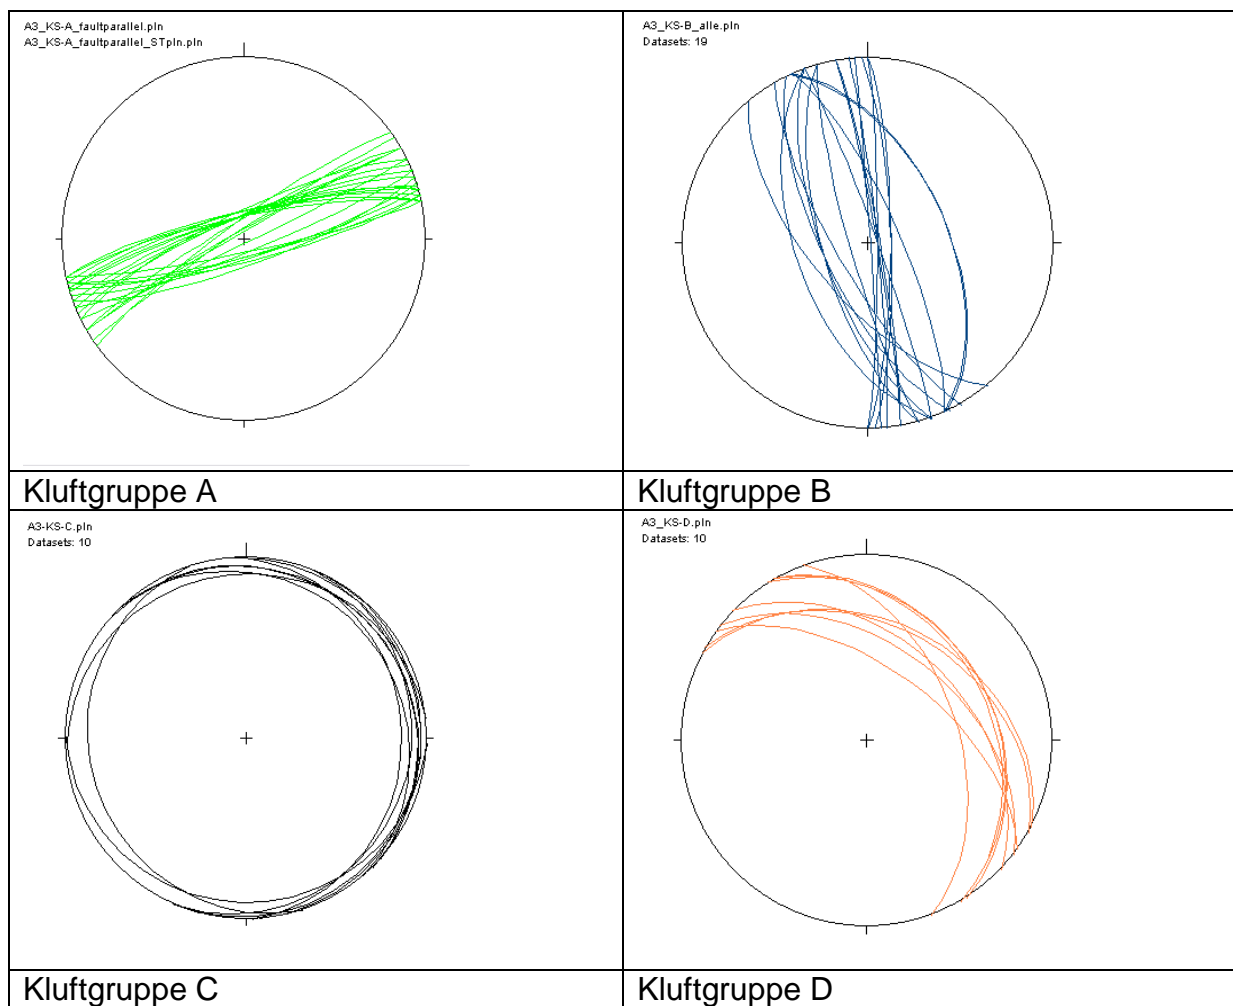 A3_KS-A_faultparallel.pln
A3_KS-A_faultparallel_STpln.pln
A3_KS-B_alle.pln
Datasets: 19
Kluftgruppe A
Kluftgruppe B
A3-KS-C.pln
Datasets: 10
A3_KS-D.pln
Datasets: 10
Kluftgruppe C
Kluftgruppe D